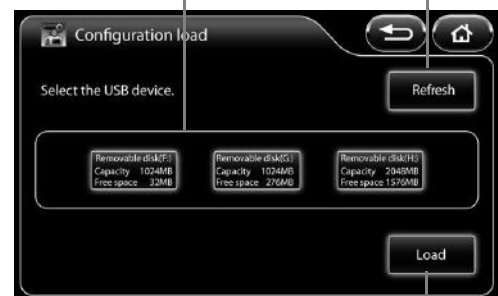 Configuration load
Select the USB device.
Refresh
Removable disk(F:)
Capacity 1024MB
Free space 32MB
Removable disk(G:)
Capacity 1024MB
Free space 276MB
Removable disk(H:)
Capacity 2048MB
Free space 1576MB
Load